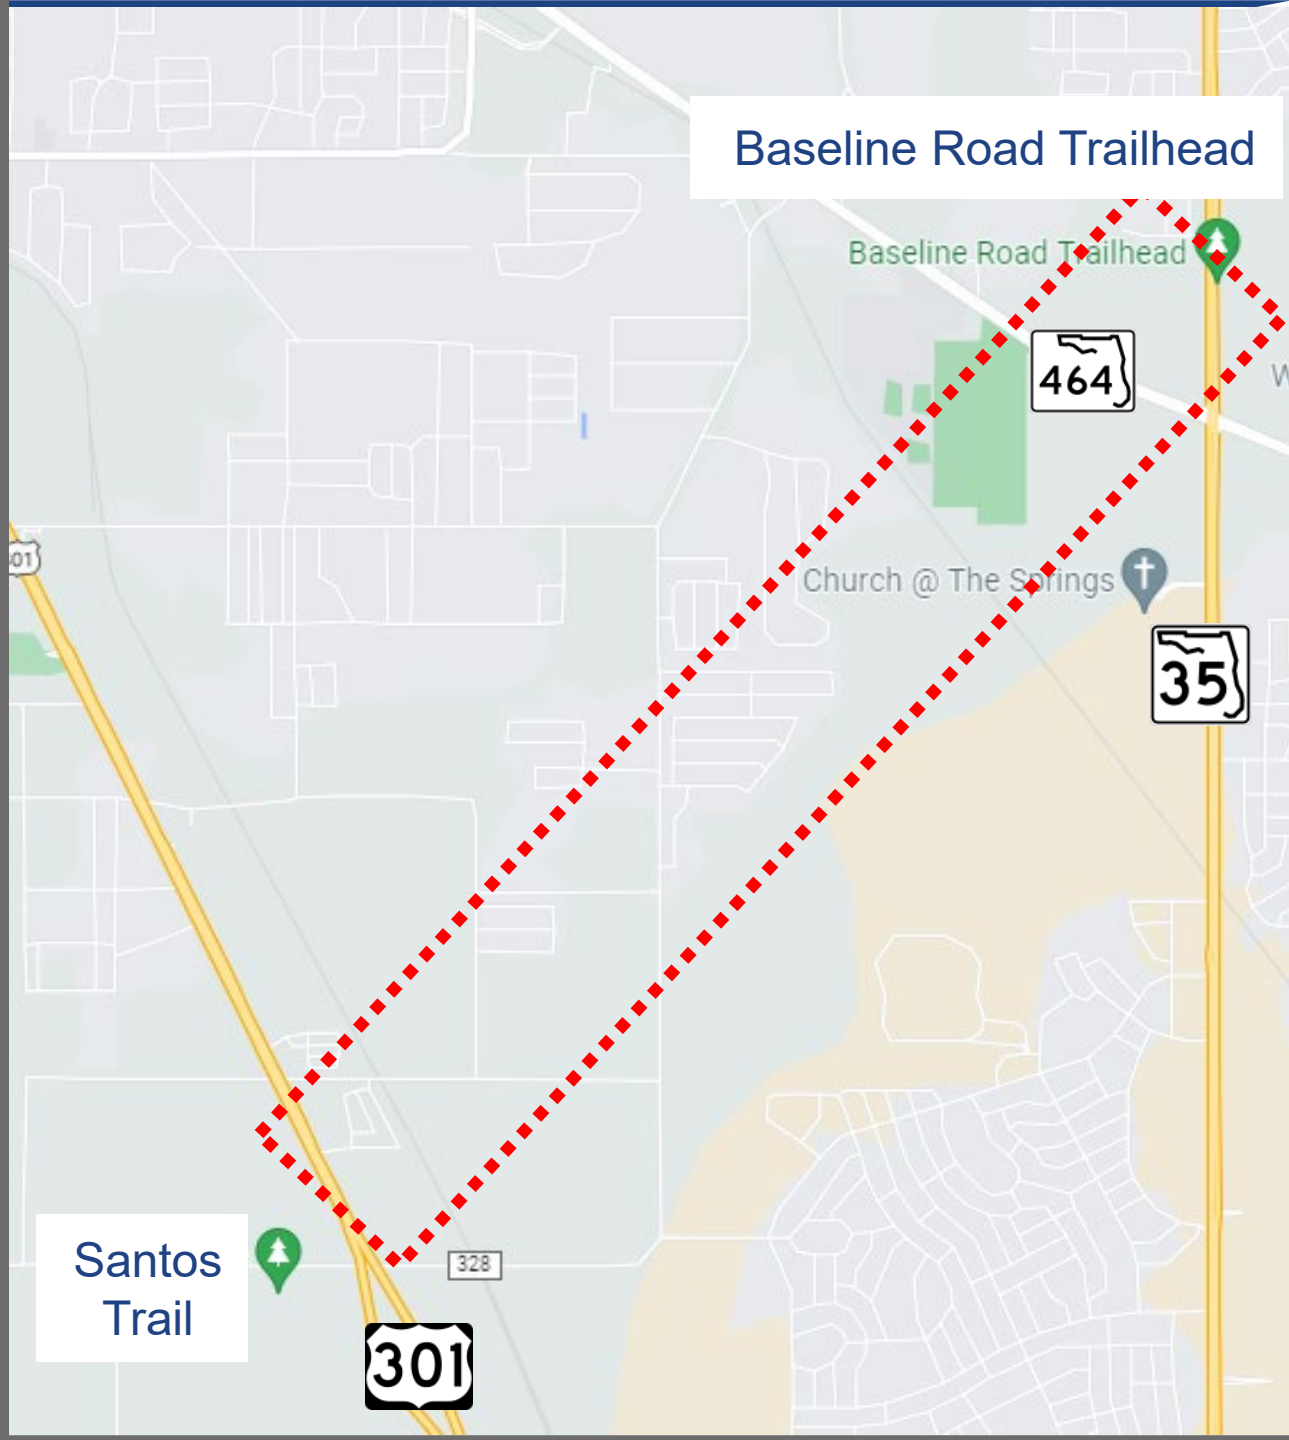 Baseline Road Trailhead
Baseline Road Trailhead
464
W
01
Church @ The Springs
35
Santos
Trail
328
301